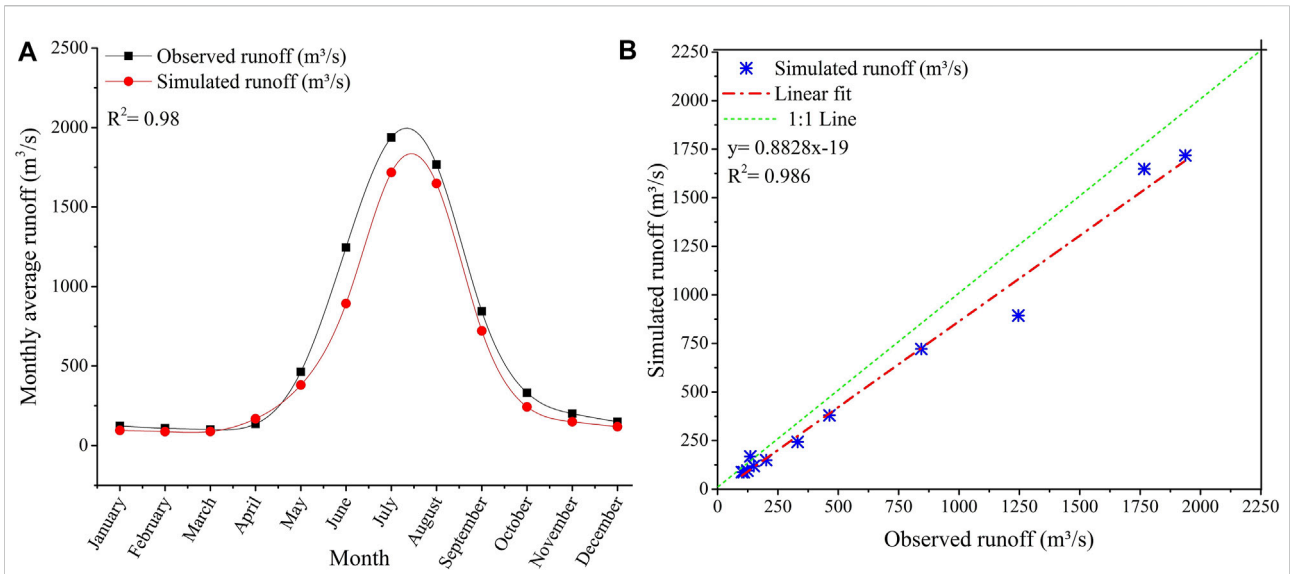 A
2500
2000
1500
1000
500
0
Monthly average runoff (m³/s)
Observed runoff (m³/s)
Simulated runoff (m³/s)
R²= 0.98
January
February
March
April
May
June
July
August
September
October
November
December
Month
B
2250
2000
1750
1500
1250
1000
750
500
250
0
Simulated runoff (m³/s)
Simulated runoff (m³/s)
Linear fit
1:1 Line
y= 0.8828x-19
R²= 0.986
0 250 500 750 1000 1250 1500 1750 2000 2250
Observed runoff (m³/s)